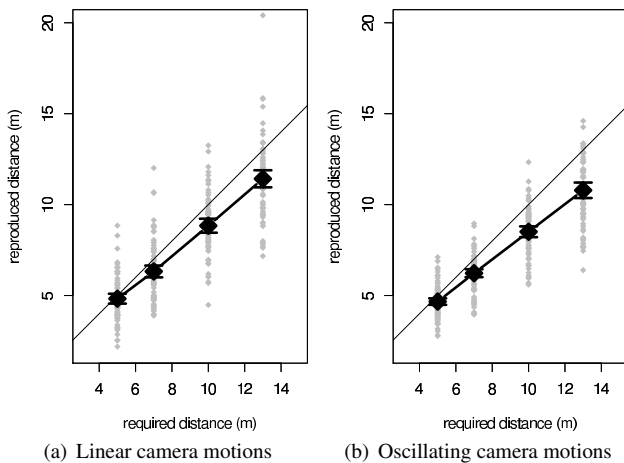 20
15
10
5
reproduced distance (m)
4 6 8 10 12 14
required distance (m)
(a) Linear camera motions
20
15
10
5
reproduced distance (m)
4 6 8 10 12 14
required distance (m)
(b) Oscillating camera motions